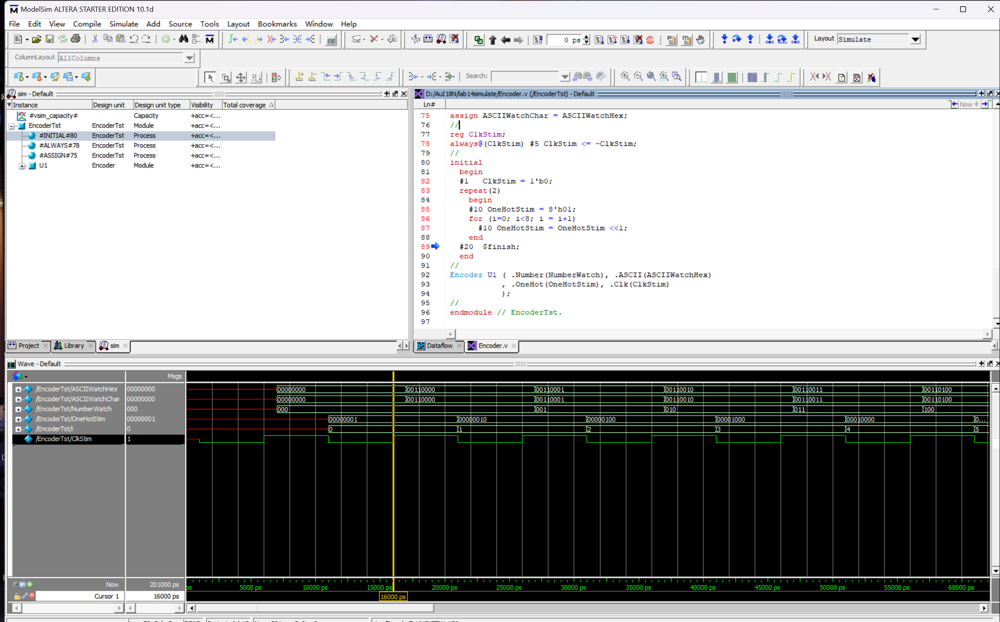 ModelSim ALTERA STARTER EDITION 10.1d
File Edit View Compile Simulate Add Source Tools Layout Bookmarks Window Help
0 ps
Layout Simulate
ColumnLayout AllColumns
Search:
sim - Default
Instance Design unit Design unit type Visibility Total coverage
#vsim_capacity# Capacity +acc=<...
EncoderTst EncoderTst Module +acc=<...
#INITIAL#80 EncoderTst Process +acc=<...
#ALWAYS#78 EncoderTst Process +acc=<...
#ASSIGN#75 EncoderTst Process +acc=<...
U1 Encoder Module +acc=<...
Project Library sim
D:/AuI18N/lab14simulate/Encoder.v (/EncoderTst) - Default
Ln# Now
75 assign ASCIIWatchChar = ASCIIWatchHex;
76 //
77 reg ClkStim;
78 always@(ClkStim) #5 ClkStim <= ~ClkStim;
79 //
80 initial
81 begin
82 #1 ClkStim = 1'b0;
83 repeat(2)
84 begin
85 #10 OneHotStim = 8'h01;
86 for (i=0; i<8; i = i+1)
87 #10 OneHotStim = OneHotStim <<1;
88 end
89 #20 $finish;
90 end
91 //
92 Encoder U1 ( .Number(NumberWatch), .ASCII(ASCIIWatchHex)
93 , .OneHot(OneHotStim), .Clk(ClkStim)
94 );
95 //
96 endmodule // EncoderTst.
97
Dataflow Encoder.v
Wave - Default
Msgs
/EncoderTst/ASCIIWatchHex 00000000 00000000 00110000 00110001 00110010 00110011 00110100
/EncoderTst/ASCIIWatchChar 00000000 00000000 00110000 00110001 00110010 00110011 00110100
/EncoderTst/NumberWatch 000 000 001 010 011 100
/EncoderTst/OneHotStim 00000001 00000001 00000010 00000100 00001000 00010000 0...
/EncoderTst/i 0 0 1 2 3 4 5
/EncoderTst/ClkStim 1
Now 201000 ps ps 5000 ps 10000 ps 15000 ps 20000 ps 25000 ps 30000 ps 35000 ps 40000 ps 45000 ps 50000 ps 55000 ps 60000 ps
Cursor 1 16000 ps 16000 ps